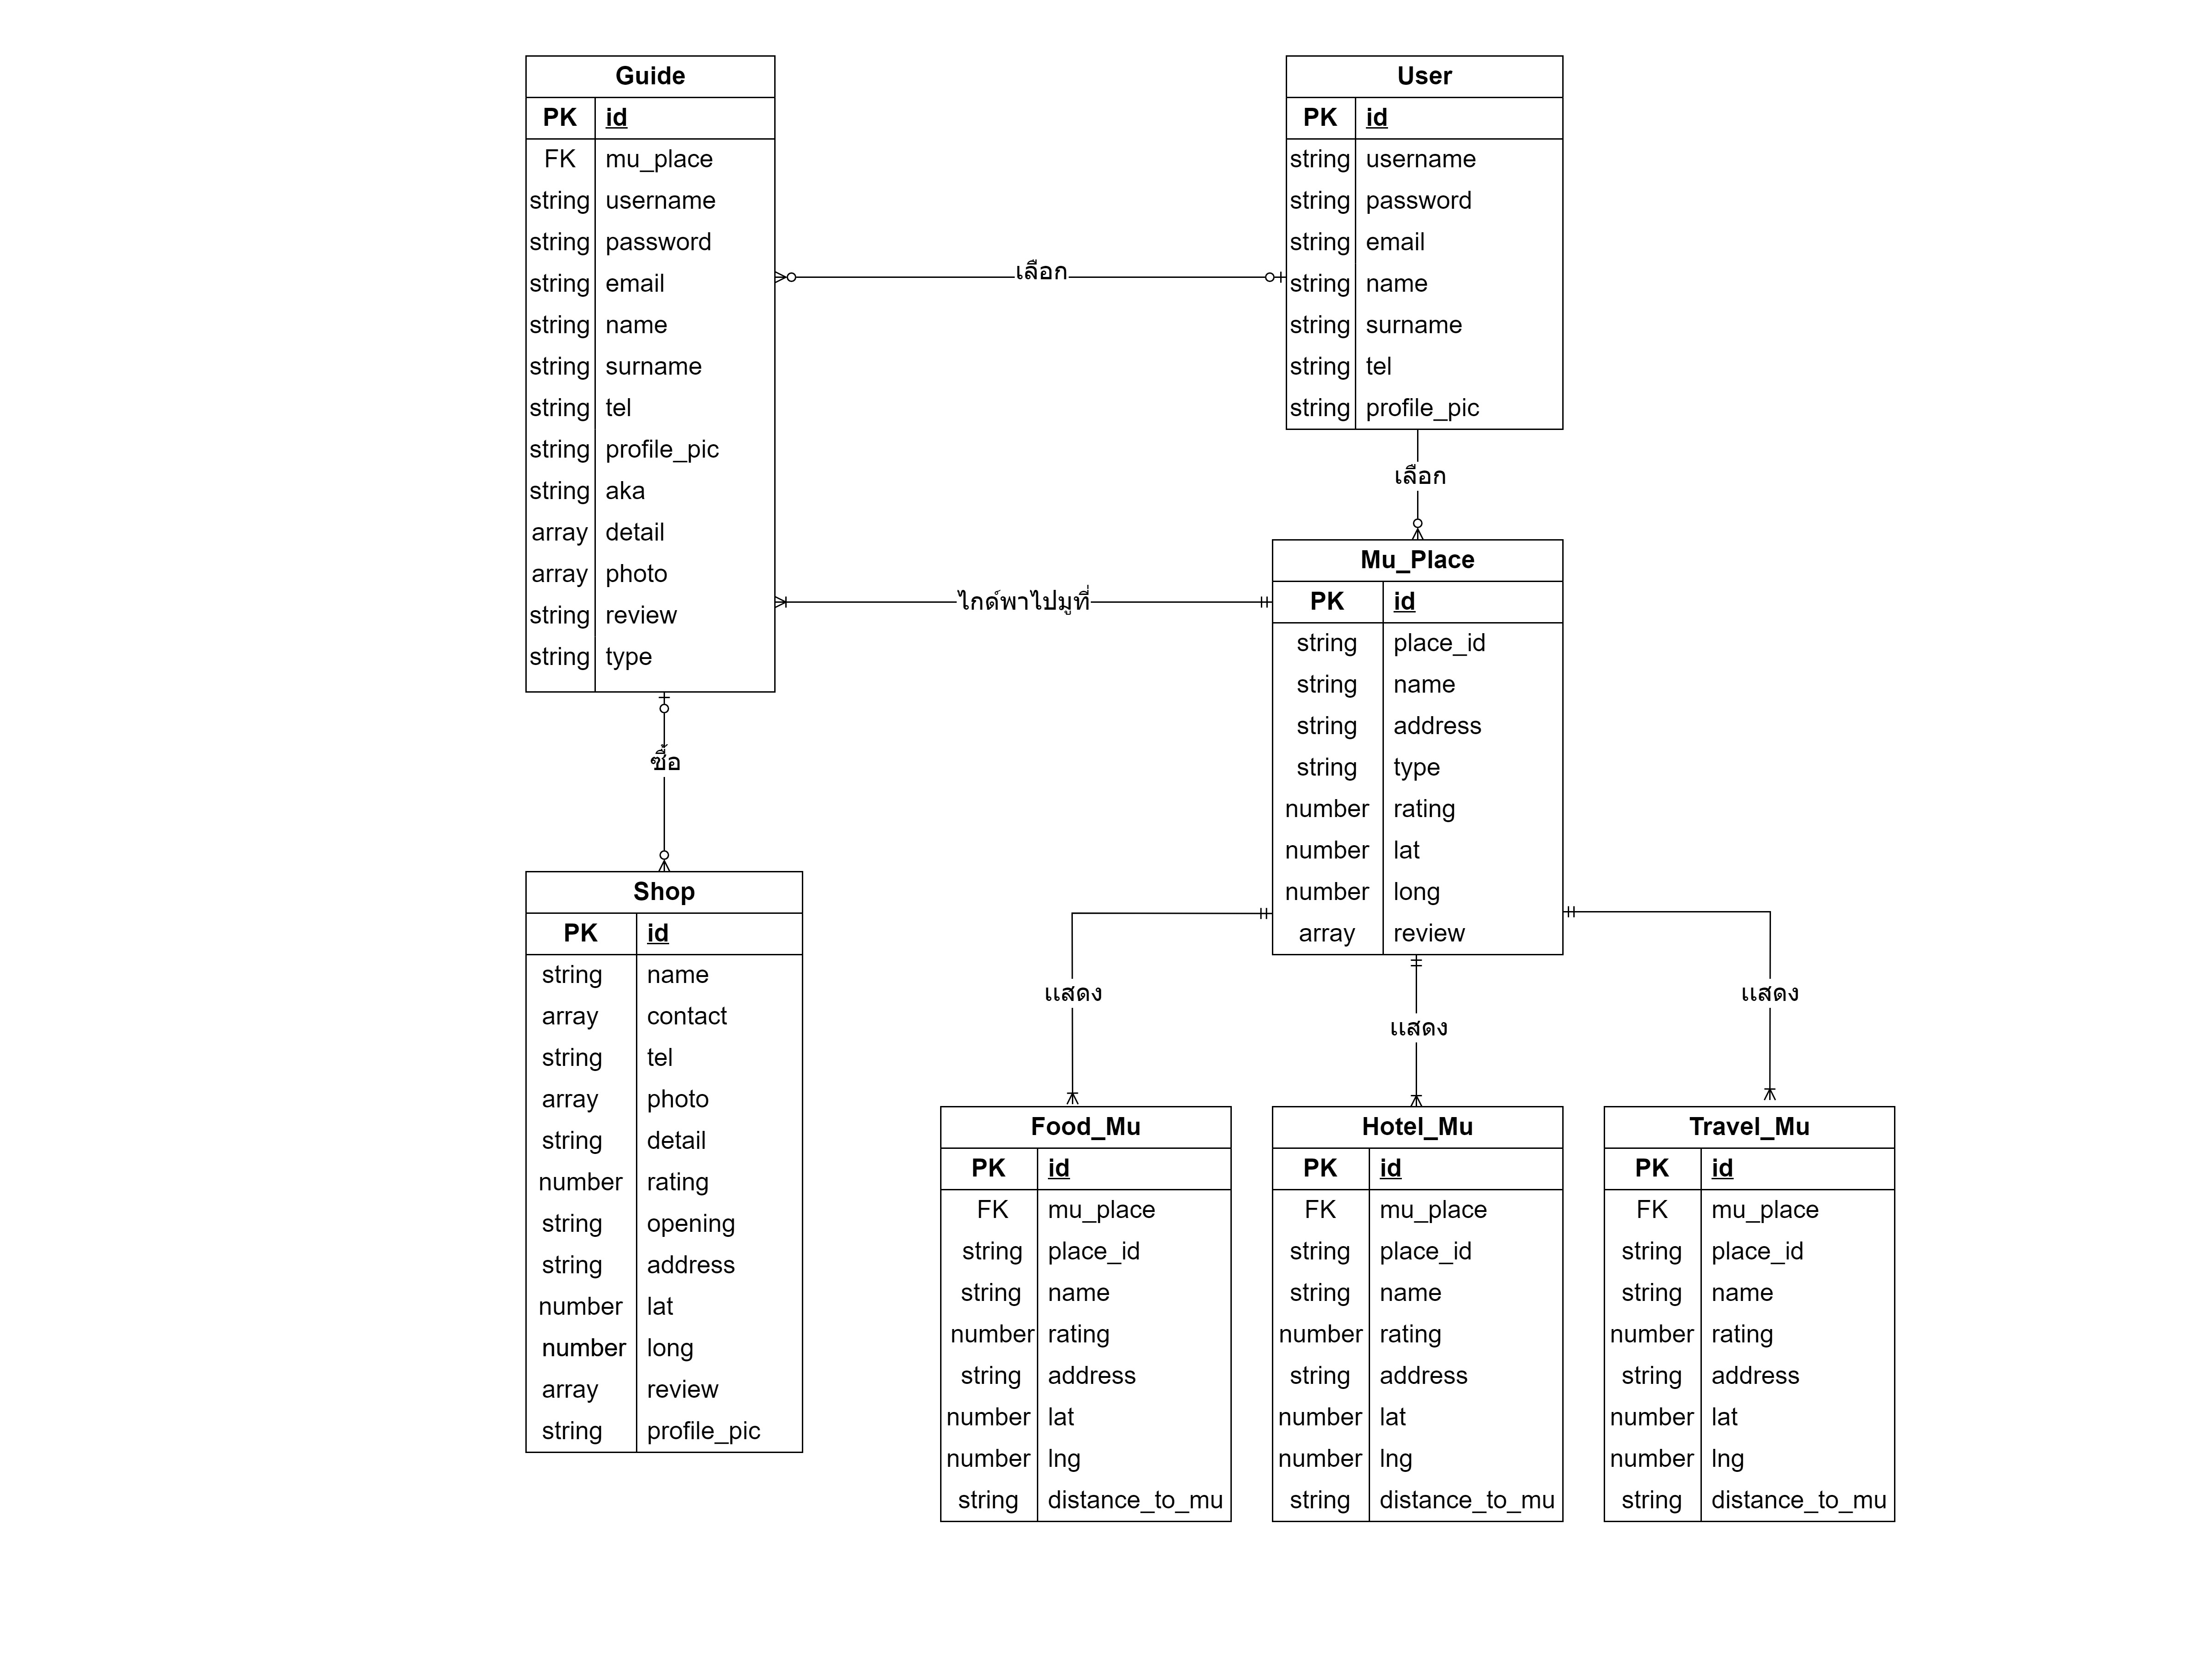 Guide
PK id
FK mu_place
string username
string password
string email
string name
string surname
string tel
string profile_pic
string aka
array detail
array photo
string review
string type
เลือก
User
PK id
string username
string password
string email
string name
string surname
string tel
string profile_pic
เลือก
ไกด์พาไปมูที่
Mu_Place
PK id
string place_id
string name
string address
string type
number rating
number lat
number long
array review
ซื้อ
Shop
PK id
string name
array contact
string tel
array photo
string detail
number rating
string opening
string address
number lat
number long
array review
string profile_pic
แสดง
แสดง
แสดง
Food_Mu
PK id
FK mu_place
string place_id
string name
number rating
string address
number lat
number lng
string distance_to_mu
Hotel_Mu
PK id
FK mu_place
string place_id
string name
number rating
string address
number lat
number lng
string distance_to_mu
Travel_Mu
PK id
FK mu_place
string place_id
string name
number rating
string address
number lat
number lng
string distance_to_mu